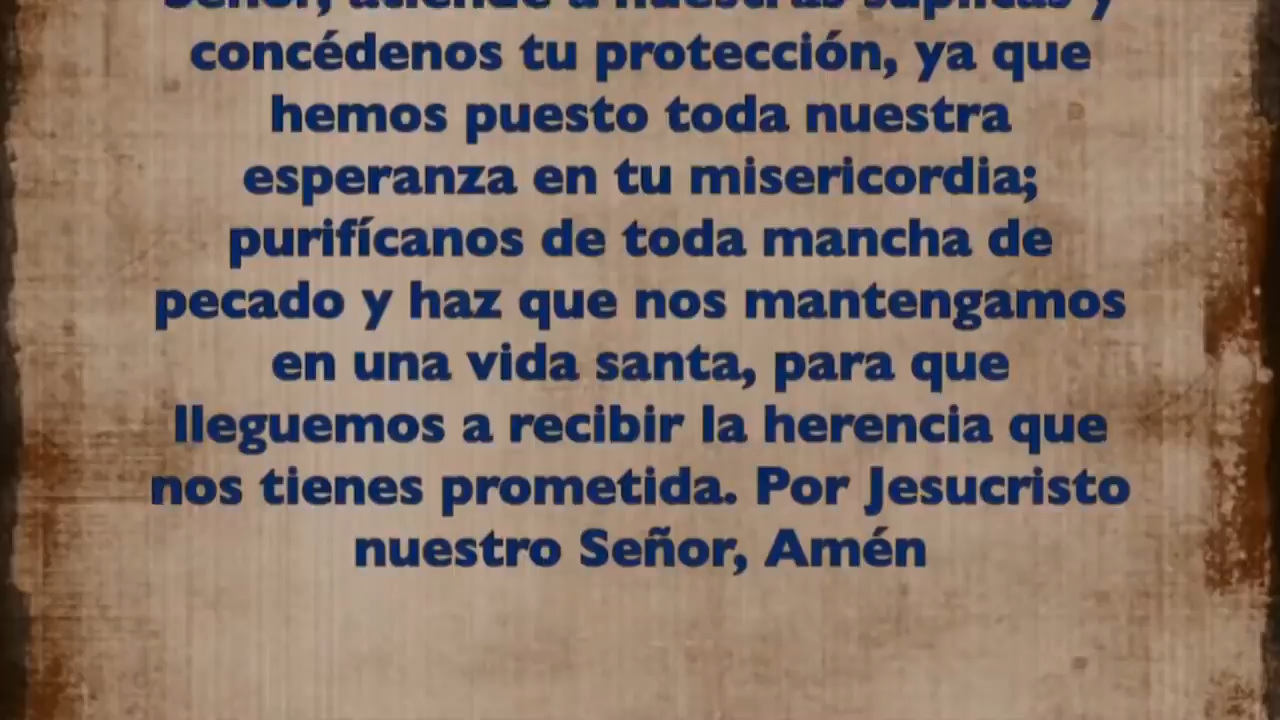 Señor, atiende a nuestras súplicas y
concédenos tu protección, ya que
hemos puesto toda nuestra
esperanza en tu misericordia;
purifícanos de toda mancha de
pecado y haz que nos mantengamos
en una vida santa, para que
lleguemos a recibir la herencia que
nos tienes prometida. Por Jesucristo
nuestro Señor, Amén